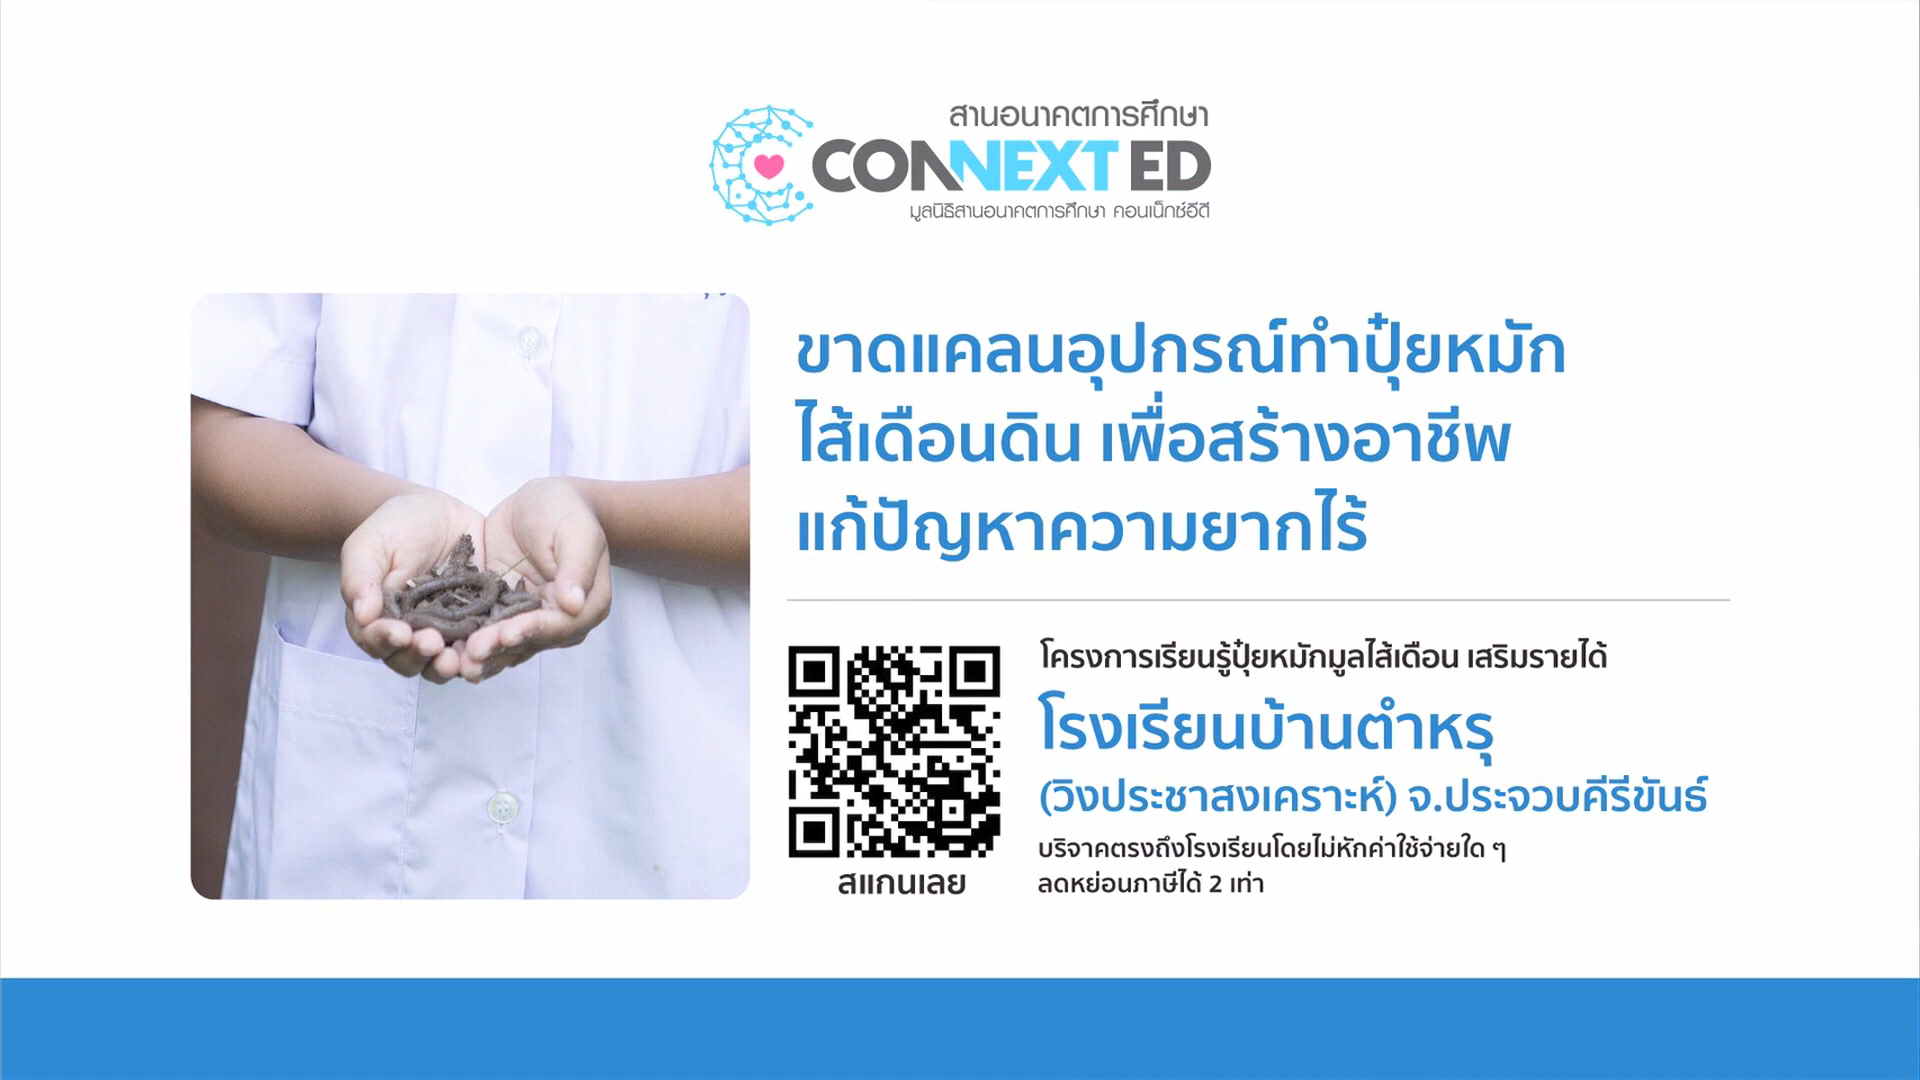 สานอนาคตการศึกษา
CONNEXT ED
มูลนิธิสานอนาคตการศึกษา คอนเน็กซ์อีดี
ขาดแคลนอุปกรณ์ทำปุ๋ยหมัก
ไส้เดือนดิน เพื่อสร้างอาชีพ
แก้ปัญหาความยากไร้
โครงการเรียนรู้ปุ๋ยหมักมูลไส้เดือน เสริมรายได้
โรงเรียนบ้านตำหรุ
(วิงประชาสงเคราะห์) จ.ประจวบคีรีขันธ์
บริจาคตรงถึงโรงเรียนโดยไม่หักค่าใช้จ่ายใด ๆ
ลดหย่อนภาษีได้ 2 เท่า
สแกนเลย